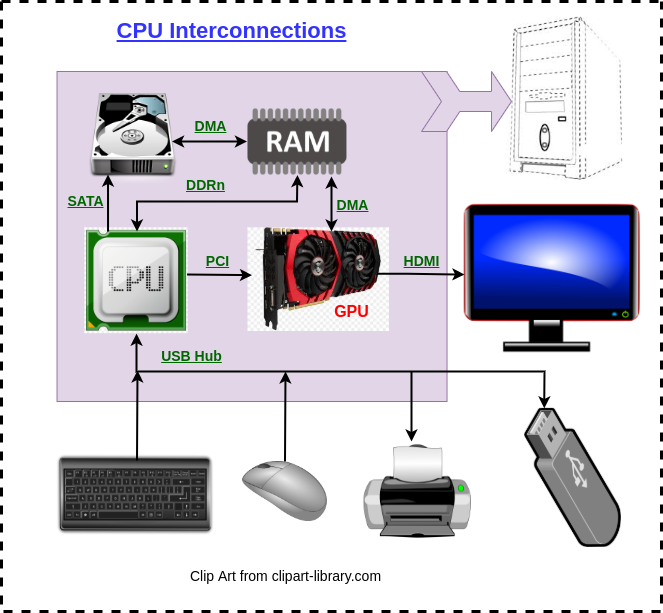 CPU Interconnections
DMA
RAM
DDRn
SATA
DMA
CPU
PCI
HDMI
GPU
USB Hub
Clip Art from clipart-library.com